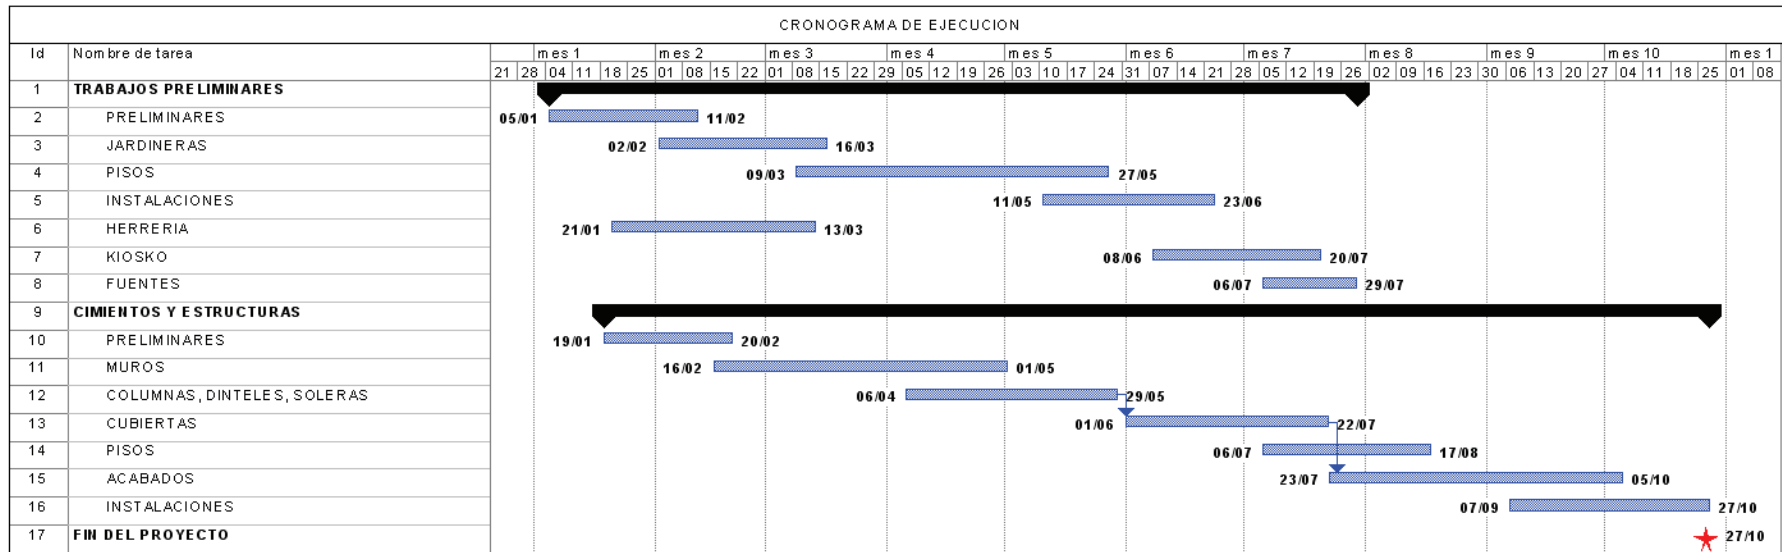 CRONOGRAMA DE EJECUCION
Id Nombre de tarea mes 1 mes 2 mes 3 mes 4 mes 5 mes 6 mes 7 mes 8 mes 9 mes 10 mes 1
21 28 04 11 18 25 01 08 15 22 01 08 15 22 29 05 12 19 26 03 10 17 24 31 07 14 21 28 05 12 19 26 02 09 16 23 30 06 13 20 27 04 11 18 25 01 08
1 TRABAJOS PRELIMINARES
2 PRELIMINARES 05/01 11/02
3 JARDINERAS 02/02 16/03
4 PISOS 09/03 27/05
5 INSTALACIONES 11/05 23/06
6 HERRERIA 21/01 13/03
7 KIOSKO 08/06 20/07
8 FUENTES 06/07 29/07
9 CIMIENTOS Y ESTRUCTURAS
10 PRELIMINARES 19/01 20/02
11 MUROS 16/02 01/05
12 COLUMNAS, DINTELES, SOLERAS 06/04 29/05
13 CUBIERTAS 01/06 22/07
14 PISOS 06/07 17/08
15 ACABADOS 23/07 05/10
16 INSTALACIONES 07/09 27/10
17 FIN DEL PROYECTO 27/10